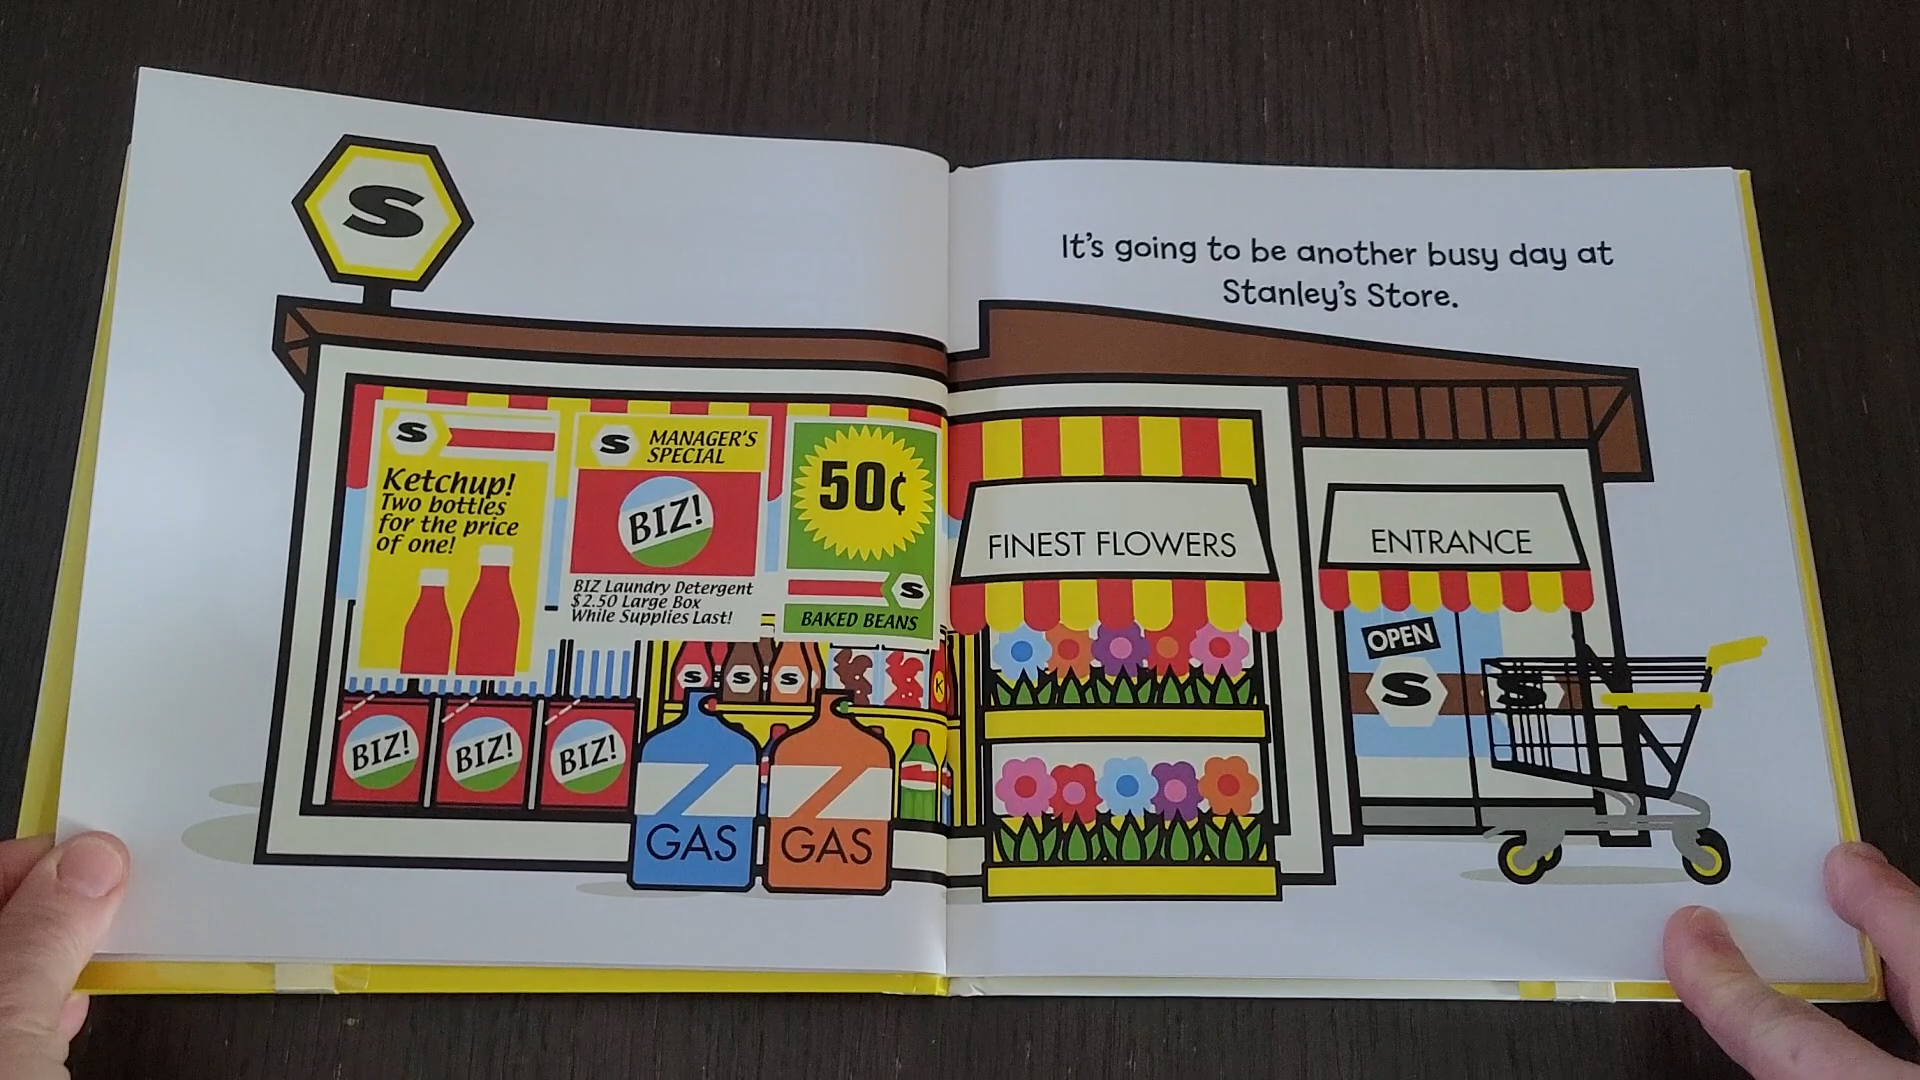 S
It's going to be another busy day at
Stanley's Store.
S
Ketchup!
Two bottles
for the price
of one!
S
MANAGER'S
SPECIAL
BIZ!
BIZ Laundry Detergent
$2.50 Large Box
While Supplies Last!
50¢
S
BAKED BEANS
FINEST FLOWERS
ENTRANCE
OPEN
S
S
S
S
S
K
BIZ!
BIZ!
BIZ!
GAS
GAS